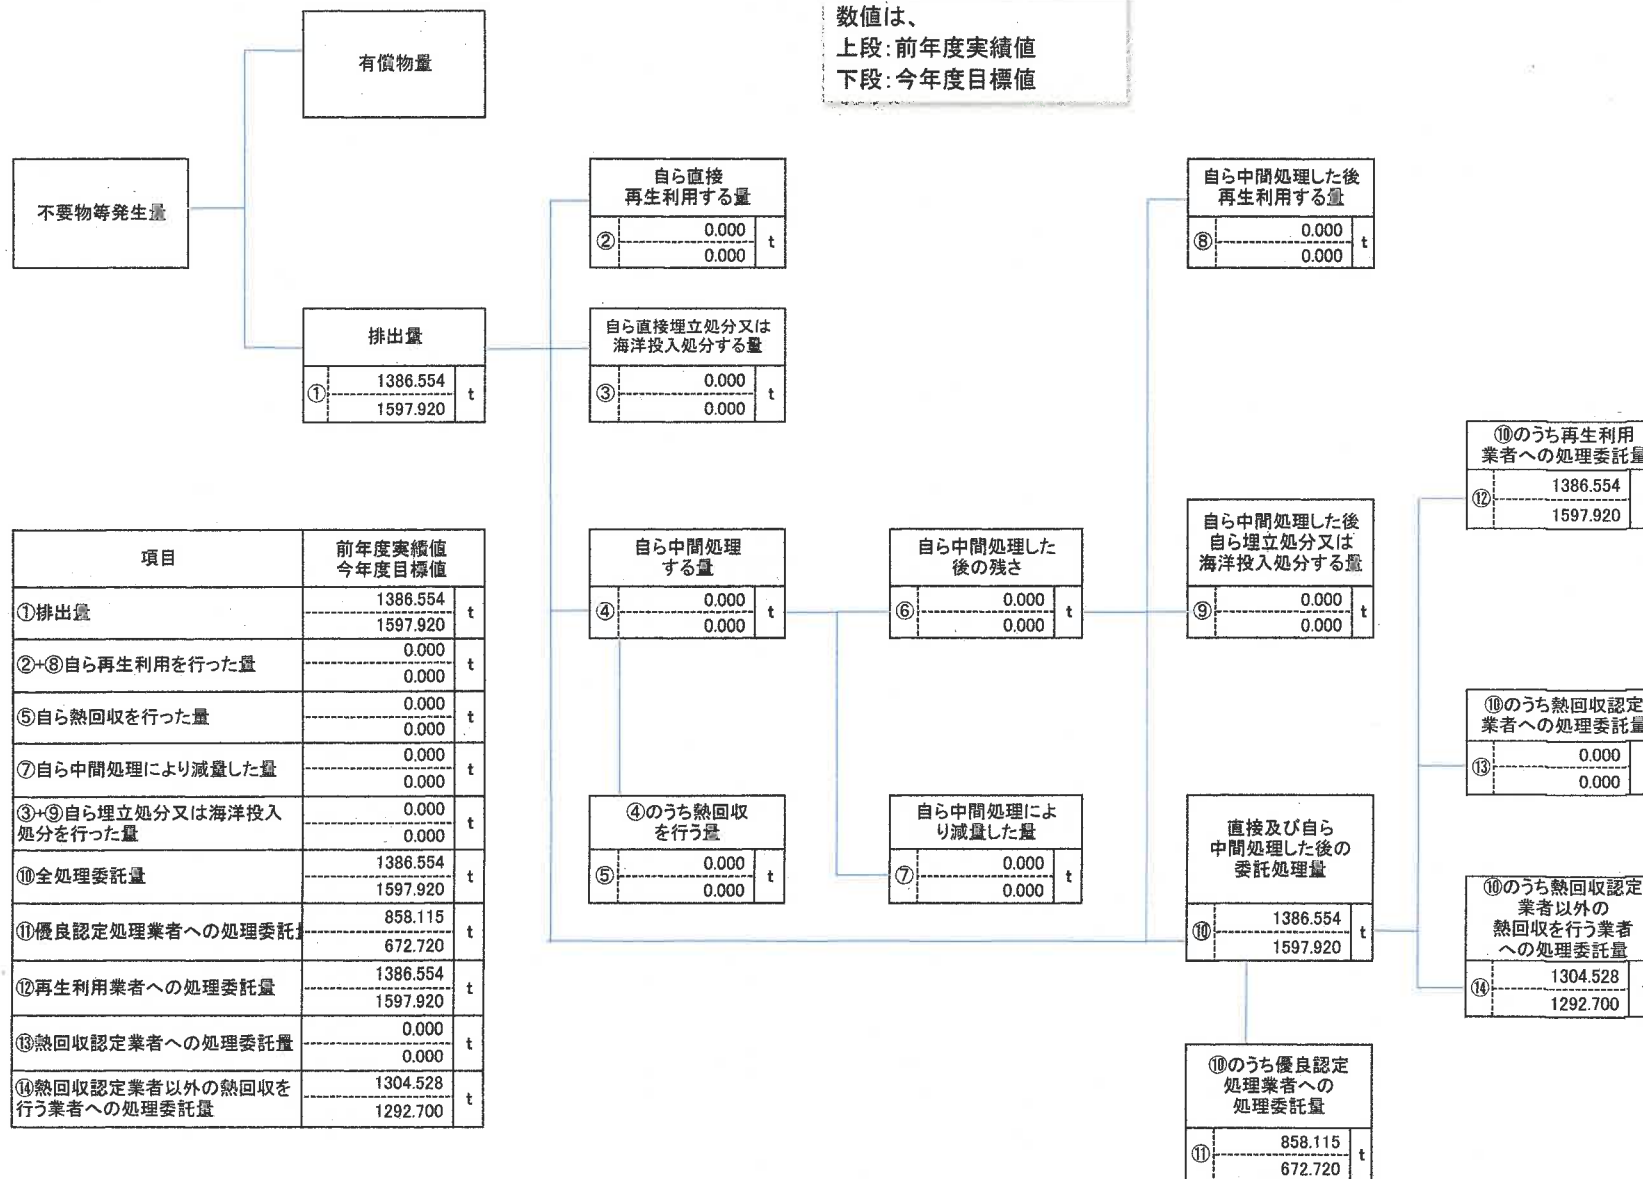 数値は、
上段:前年度実績値
下段:今年度目標値
有償物量
不要物等発生量
排出量
①
1386.554
1597.920
t
自ら直接
再生利用する量
②
0.000
0.000
t
自ら直接埋立処分又は
海洋投入処分する量
③
0.000
0.000
t
自ら中間処理
する量
④
0.000
0.000
t
④のうち熱回収
を行う量
⑤
0.000
0.000
t
自ら中間処理した
後の残さ
⑥
0.000
0.000
t
自ら中間処理によ
り減量した量
⑦
0.000
0.000
t
自ら中間処理した後
再生利用する量
⑧
0.000
0.000
t
自ら中間処理した後
自ら埋立処分又は
海洋投入処分する量
⑨
0.000
0.000
t
直接及び自ら
中間処理した後の
委託処理量
⑩
1386.554
1597.920
t
⑩のうち優良認定
処理業者への
処理委託量
⑪
858.115
672.720
t
⑩のうち再生利用
業者への処理委託量
⑫
1386.554
1597.920
⑩のうち熱回収認定
業者への処理委託量
⑬
0.000
0.000
⑩のうち熱回収認定
業者以外の
熱回収を行う業者
への処理委託量
⑭
1304.528
1292.700
項目
前年度実績値
今年度目標値
①排出量
1386.554
1597.920
t
②+⑧自ら再生利用を行った量
0.000
0.000
t
⑤自ら熱回収を行った量
0.000
0.000
t
⑦自ら中間処理により減量した量
0.000
0.000
t
③+⑨自ら埋立処分又は海洋投入
処分を行った量
0.000
0.000
t
⑩全処理委託量
1386.554
1597.920
t
⑪優良認定処理業者への処理委託
858.115
672.720
t
⑫再生利用業者への処理委託量
1386.554
1597.920
t
⑬熱回収認定業者への処理委託量
0.000
0.000
t
⑭熱回収認定業者以外の熱回収を
行う業者への処理委託量
1304.528
1292.700
t